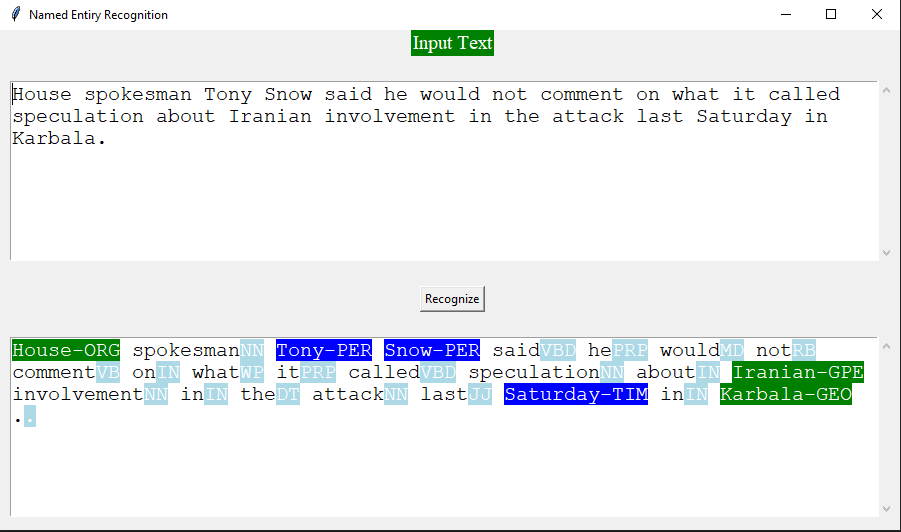 Named Entiry Recognition
Input Text
House spokesman Tony Snow said he would not comment on what it called
speculation about Iranian involvement in the attack last Saturday in
Karbala.
Recognize
House-ORG spokesmanNN Tony-PER Snow-PER saidVBD hePRP wouldMD notRB
commentVB onIN whatWP itPRP calledVBD speculationNN aboutIN Iranian-GPE
involvementNN inIN theDT attackNN lastJJ Saturday-TIM inIN Karbala-GEO
..